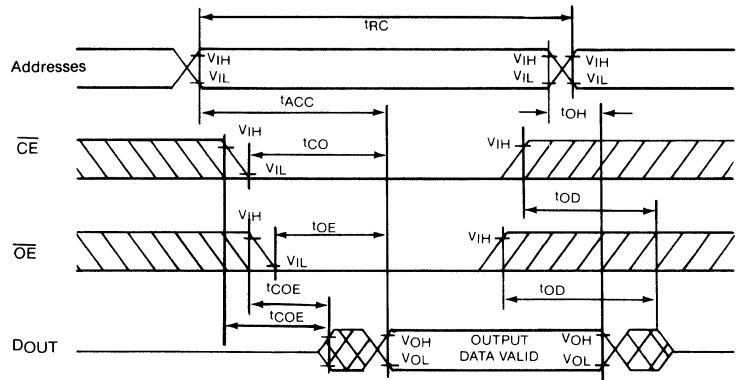 tRC
Addresses
VIH
VIL
VIH
VIL
VIH
VIL
tACC
tOH
CE
VIH
tCO
VIL
VIH
tOD
OE
VIH
tOE
VIL
VIH
tOD
tCOE
tCOE
DOUT
VOH
VOL
OUTPUT
DATA VALID
VOH
VOL